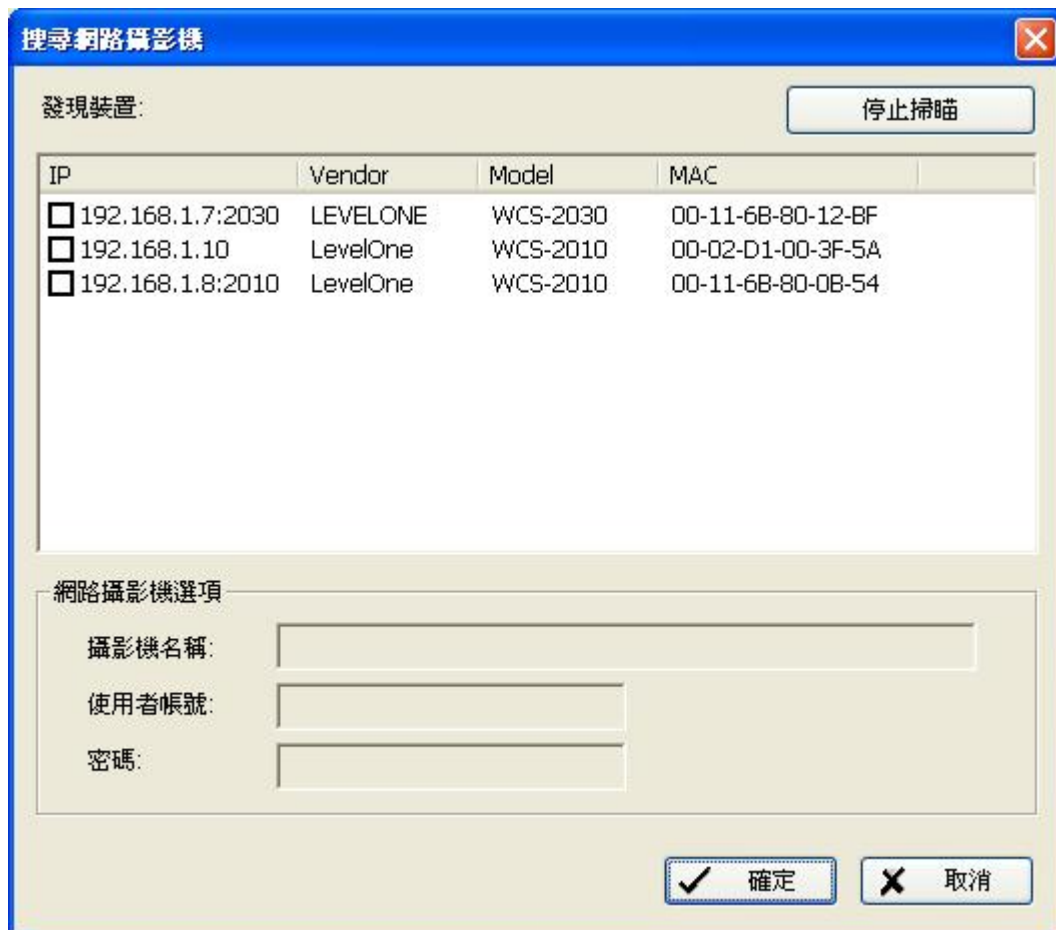 搜尋網路攝影機
發現裝置:
停止掃瞄
IP Vendor Model MAC
192.168.1.7:2030 LEVELONE WCS-2030 00-11-6B-80-12-BF
192.168.1.10 LevelOne WCS-2010 00-02-D1-00-3F-5A
192.168.1.8:2010 LevelOne WCS-2010 00-11-6B-80-0B-54
網路攝影機選項
攝影機名稱:
使用者帳號:
密碼:
確定 取消